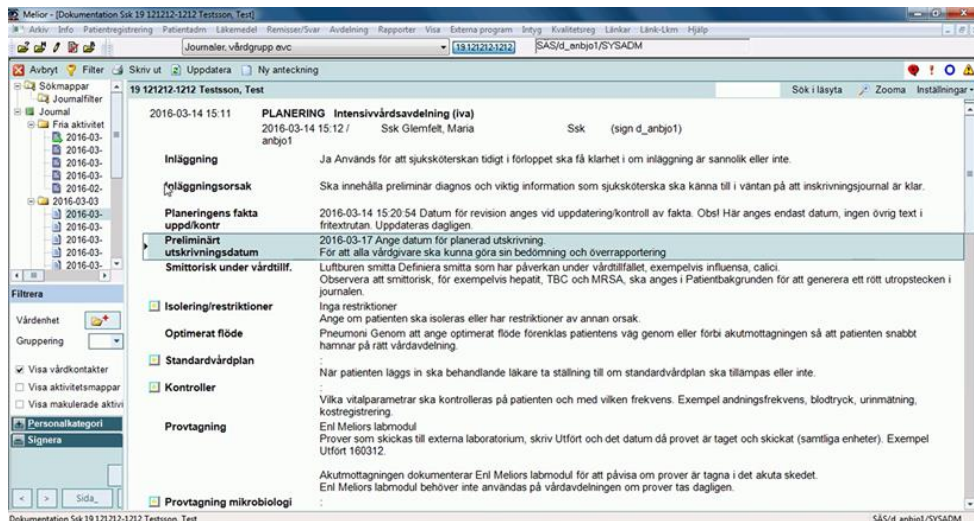 Melior - [Dokumentation Ssk 19 121212-1212 Testsson, Test]
Arkiv Info Patientregistrering Patientadm Läkemedel Remisser/Svar Avdelning Rapporter Visa Externa program Intyg Kvalitetsreg Länkar Länk-Lkm Hjälp
Journaler, vårdgrupp avc 19 121212-1212 SÄS/d_anbjo1/SYSADM
Avbryt Filter Skriv ut Uppdatera Ny anteckning
Sökmappar
Journalfilter
Journal
Fria aktivitet
2016-03-
2016-03-
2016-03-
2016-03-
2016-02-
2016-03-03
2016-03-
2016-03-
2016-03-
2016-03-
2016-03-
Filtrera
Vårdenhet
Gruppering
Visa vårdkontakter
Visa aktivitetsmappar
Visa makulerade aktivi
Personalkategori
Signera
< > Sida_
19 121212-1212 Testsson, Test Sök i läsyta Zooma Inställningar
2016-03-14 15:11 PLANERING Intensivvårdsavdelning (iva)
2016-03-14 15:12 / Ssk Glemfelt, Maria Ssk (sign d_anbjo1)
anbjo1
Inläggning Ja Används för att sjuksköterskan tidigt i förloppet ska få klarhet i om inläggning är sannolik eller inte.
Inläggningsorsak Ska innehålla preliminär diagnos och viktig information som sjuksköterska ska känna till i väntan på att inskrivningsjournal är klar.
Planeringens fakta 2016-03-14 15:20:54 Datum för revision anges vid uppdatering/kontroll av fakta. Obs! Här anges endast datum, ingen övrig text i
uppd/kontr fritextrutan. Uppdateras dagligen.
Preliminärt 2016-03-17 Ange datum för planerad utskrivning.
utskrivningsdatum För att alla vårdgivare ska kunna göra sin bedömning och överrapportering
Smittorisk under vårdtillf. Luftburen smitta Definiera smitta som har påverkan under vårdtillfället, exempelvis influensa, calici.
Observera att smittorisk, för exempelvis hepatit, TBC och MRSA, ska anges i Patientbakgrunden för att generera ett rött utropstecken i
journalen.
Isolering/restriktioner Inga restriktioner
Ange om patienten ska isoleras eller har restriktioner av annan orsak.
Optimerat flöde Pneumoni Genom att ange optimerat flöde förenklas patientens väg genom eller förbi akutmottagningen så att patienten snabbt
hamnar på rätt vårdavdelning.
Standardvårdplan :
När patienten läggs in ska behandlande läkare ta ställning till om standardvårdplan ska tillämpas eller inte.
Kontroller :
Vilka vitalparametrar ska kontrolleras på patienten och med vilken frekvens. Exempel andningsfrekvens, blodtryck, urinmätning,
kostregistrering.
Provtagning Enl Meliors labmodul
Prover som skickas till externa laboratorium, skriv Utfört och det datum då provet är taget och skickat (samtliga enheter). Exempel
Utfört 160312.
Akutmottagningen dokumenterar Enl Meliors labmodul för att påvisa om prover är tagna i det akuta skedet.
Enl Meliors labmodul behöver inte användas på vårdavdelningen om prover tas dagligen.
Provtagning mikrobiologi :
Dokumentation Ssk 19 121212-1212 Testsson, Test SÄS/d_anbjo1/SYSADM